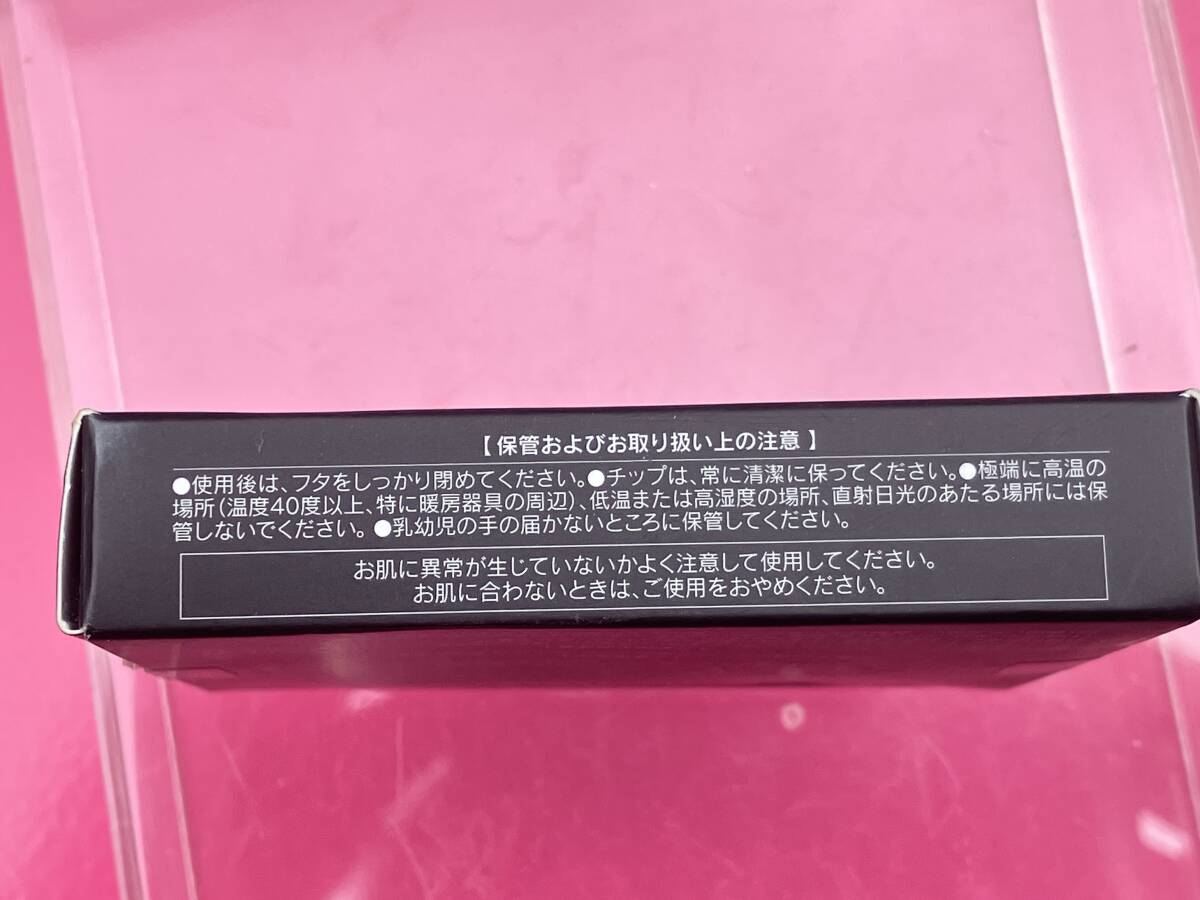 【 保管およびお取り扱い上の注意 】
●使用後は、フタをしっかり閉めてください。●チップは、常に清潔に保ってください。●極端に高温の
場所(温度40度以上、特に暖房器具の周辺)、低温または高湿度の場所、直射日光のあたる場所には保
管しないでください。●乳幼児の手の届かないところに保管してください。
お肌に異常が生じていないかよく注意して使用してください。
お肌に合わないときは、ご使用をおやめください。